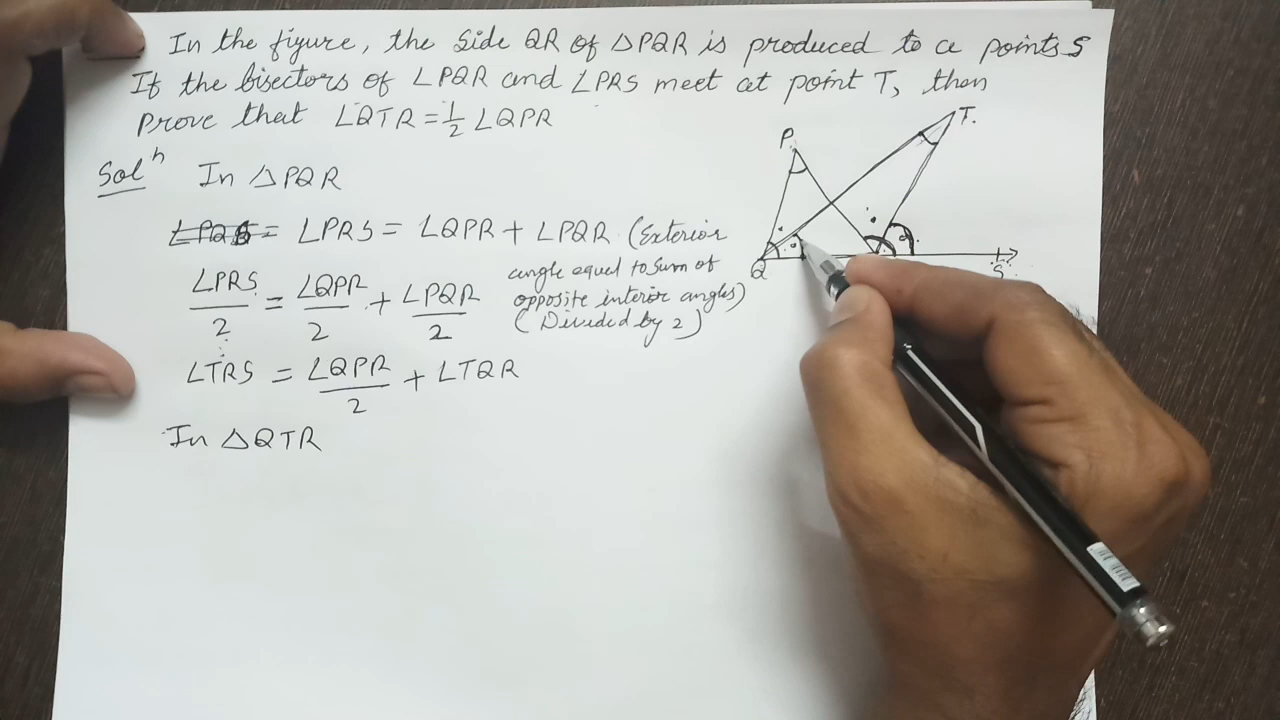 In the figure, the Side QR of △PQR is produced to a points S
If the bisectors of ∠PQR and ∠PRS meet at point T, then
Prove that ∠QTR = 1/2 ∠QPR
Solⁿ In △PQR
= ∠PRS = ∠QPR + ∠PQR (Exterior
angle equal to Sum of
opposite interior angles)
∠PRS/2 = ∠QPR/2 + ∠PQR/2 (Divided by 2)
∠TRS = ∠QPR/2 + ∠TQR
In △QTR
P
T.
Q
S